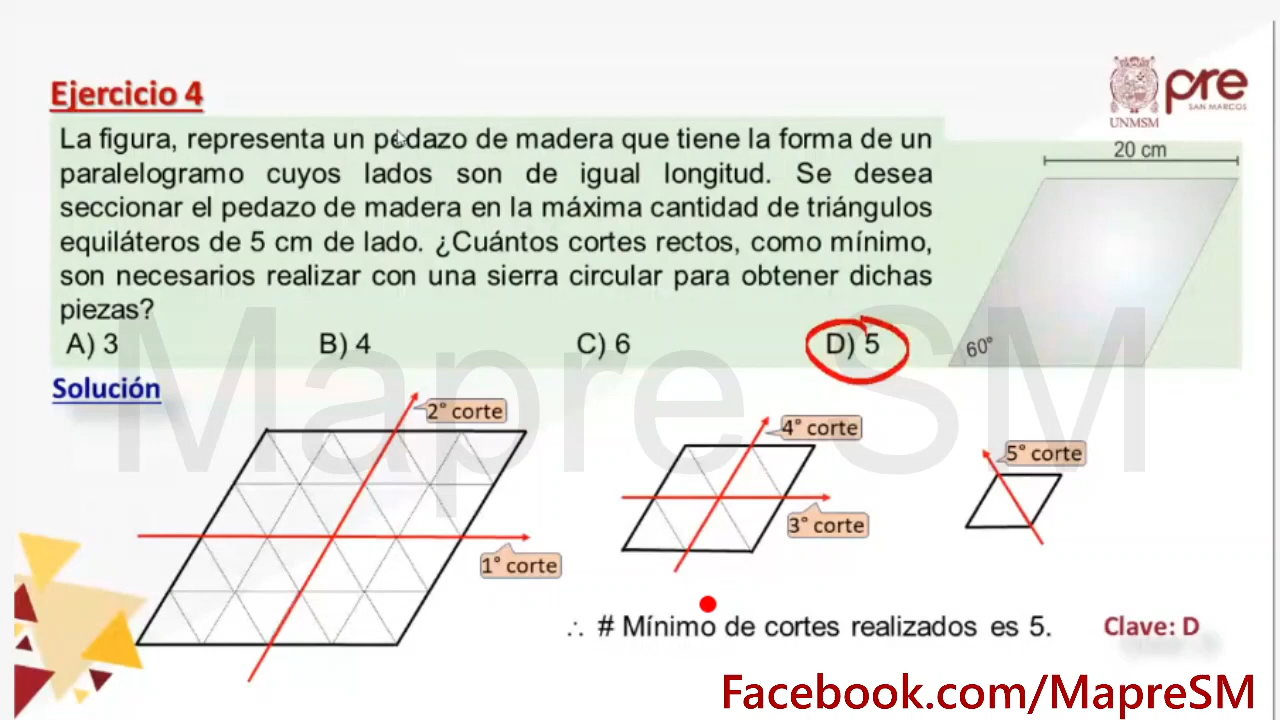 Ejercicio 4
pre
SAN MARCOS
UNMSM
La figura, representa un pedazo de madera que tiene la forma de un
paralelogramo cuyos lados son de igual longitud. Se desea
seccionar el pedazo de madera en la máxima cantidad de triángulos
equiláteros de 5 cm de lado. ¿Cuántos cortes rectos, como mínimo,
son necesarios realizar con una sierra circular para obtener dichas
piezas?
A) 3 B) 4 C) 6 D) 5
20 cm
60°
Mapre SM
Solución
2° corte
1° corte
4° corte
3° corte
5° corte
∴ # Mínimo de cortes realizados es 5. Clave: D
Facebook.com/MapreSM